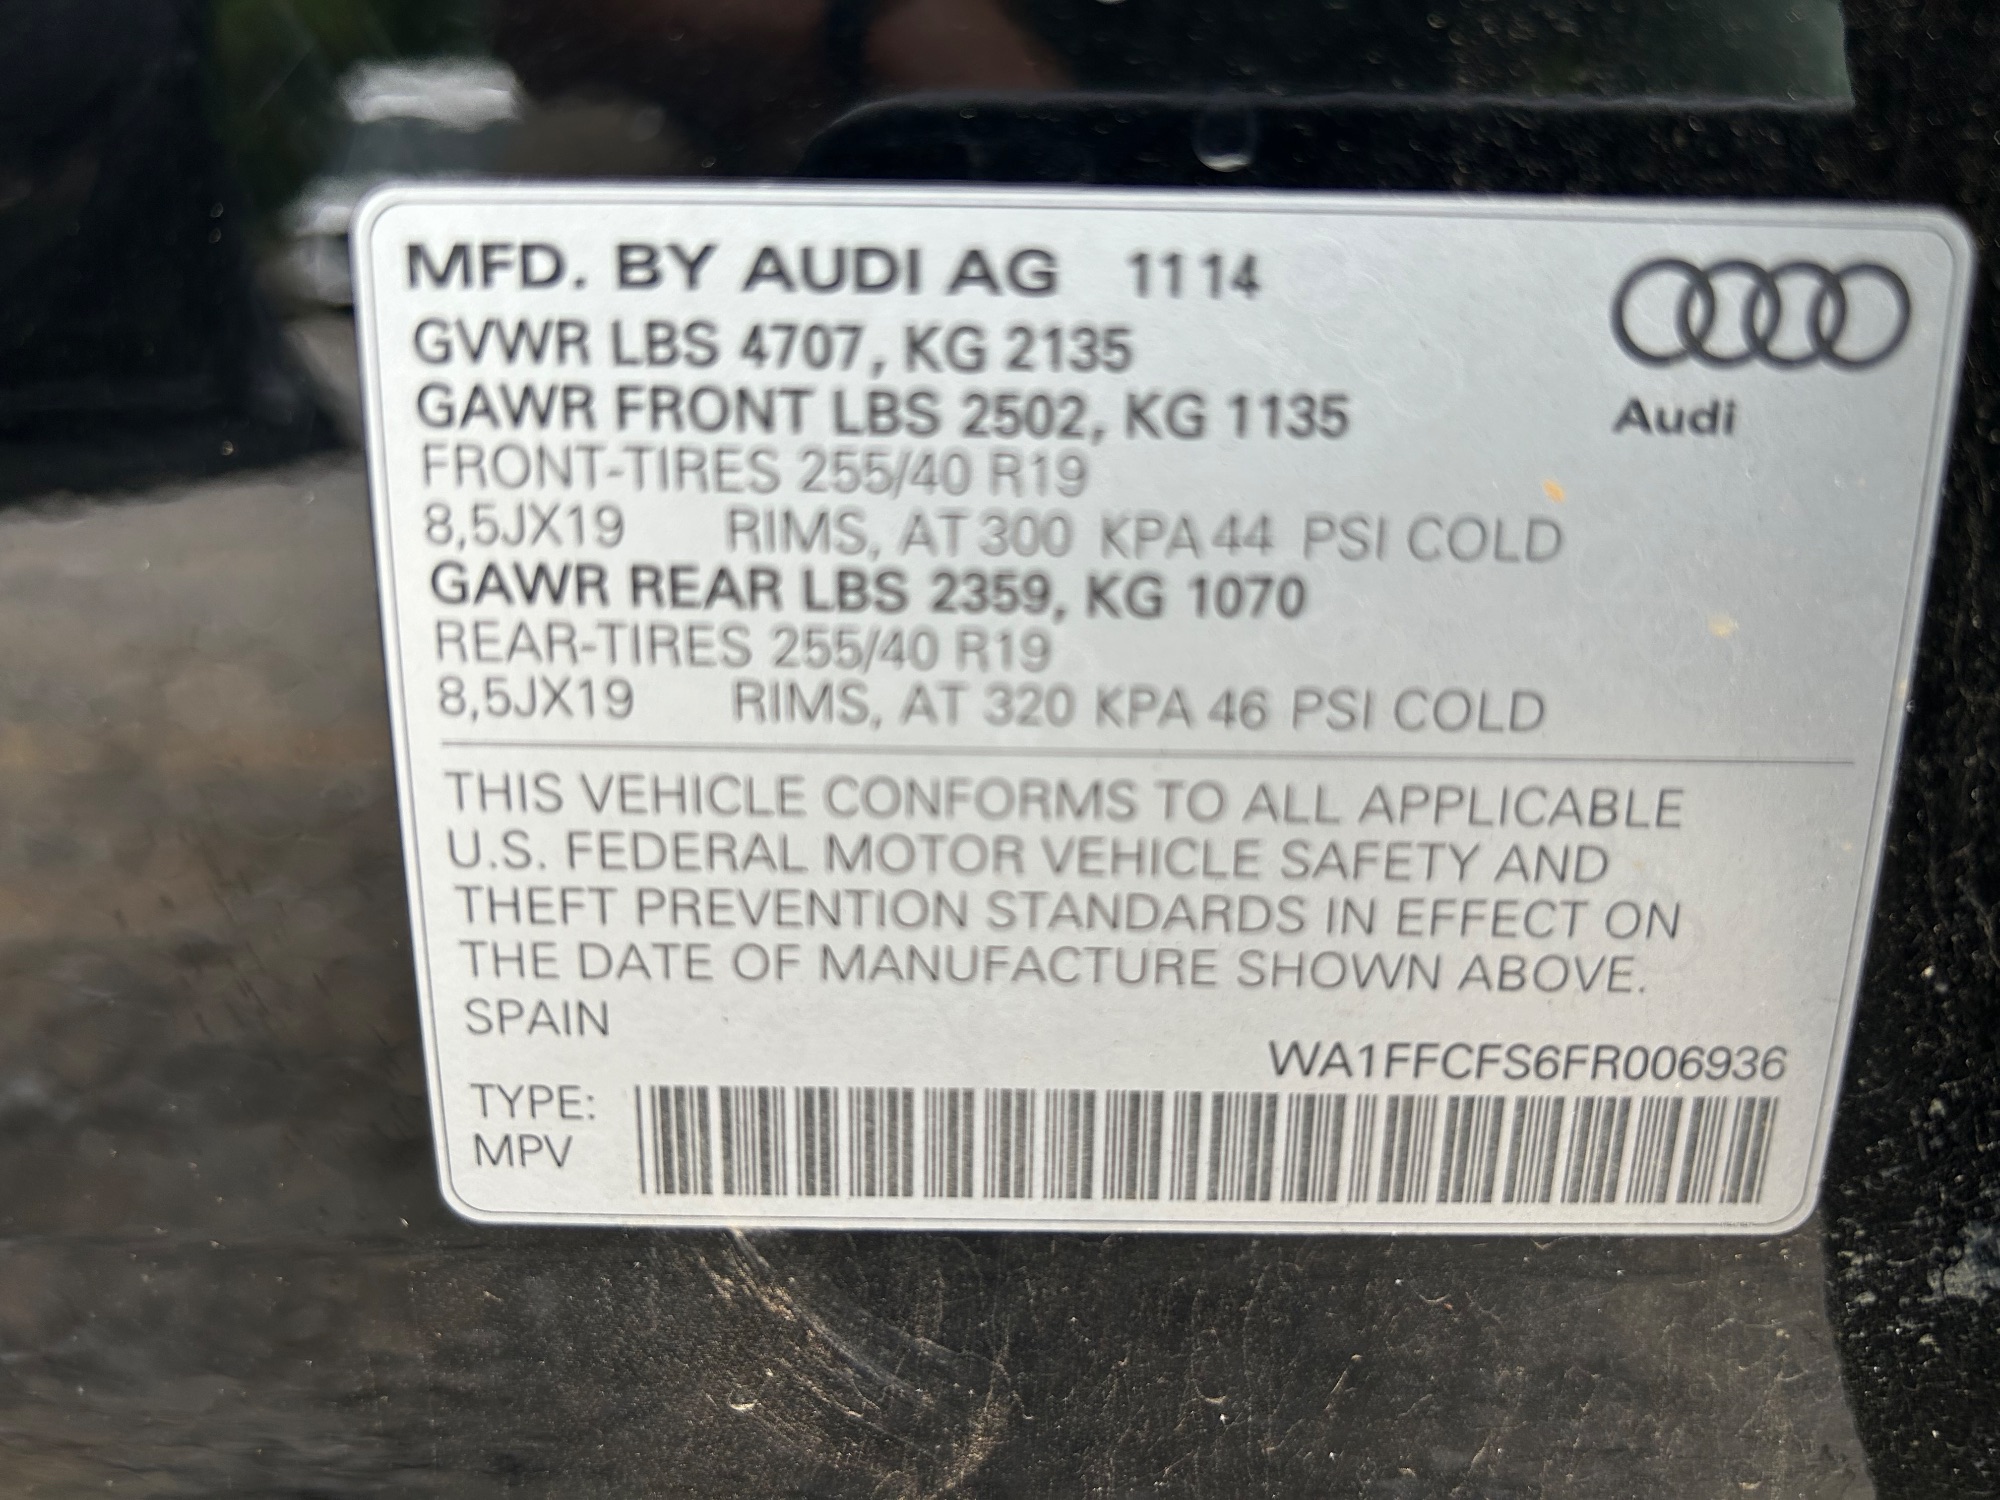 MFD. BY AUDI AG 11 14
GVWR LBS 4707, KG 2135
GAWR FRONT LBS 2502, KG 1135
Audi
FRONT-TIRES 255/40 R19
8,5JX19 RIMS, AT 300 KPA 44 PSI COLD
GAWR REAR LBS 2359, KG 1070
REAR-TIRES 255/40 R19
8,5JX19 RIMS, AT 320 KPA 46 PSI COLD
THIS VEHICLE CONFORMS TO ALL APPLICABLE
U.S. FEDERAL MOTOR VEHICLE SAFETY AND
THEFT PREVENTION STANDARDS IN EFFECT ON
THE DATE OF MANUFACTURE SHOWN ABOVE.
SPAIN
WA1FFCFS6FR006936
TYPE:
MPV